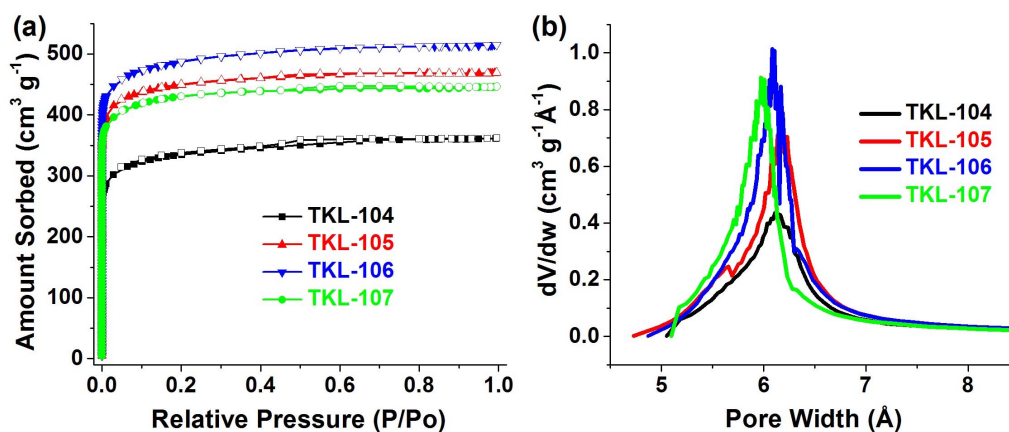 (a)
Amount Sorbed (cm³ g⁻¹)
500
450
400
350
300
250
0
TKL-104
TKL-105
TKL-106
TKL-107
0.0 0.2 0.4 0.6 0.8 1.0
Relative Pressure (P/Po)
(b)
dV/dw (cm³ g⁻¹Å⁻¹)
1.0
0.8
0.6
0.4
0.2
0.0
TKL-104
TKL-105
TKL-106
TKL-107
5 6 7 8
Pore Width (Å)